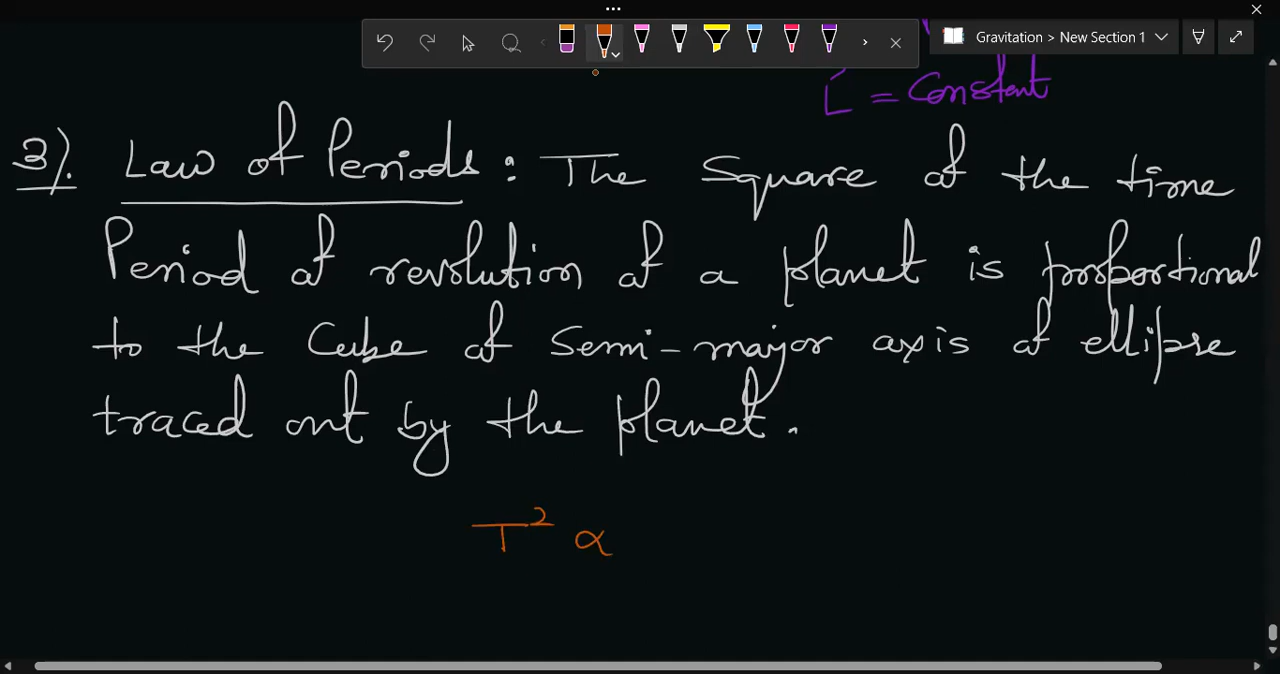 Gravitation > New Section 1
L = Constant
3). Law of Periods : The Square of the time
Period of revolution of a planet is proportional
to the Cube of Semi-major axis of ellipse
traced out by the planet.
T² ∝